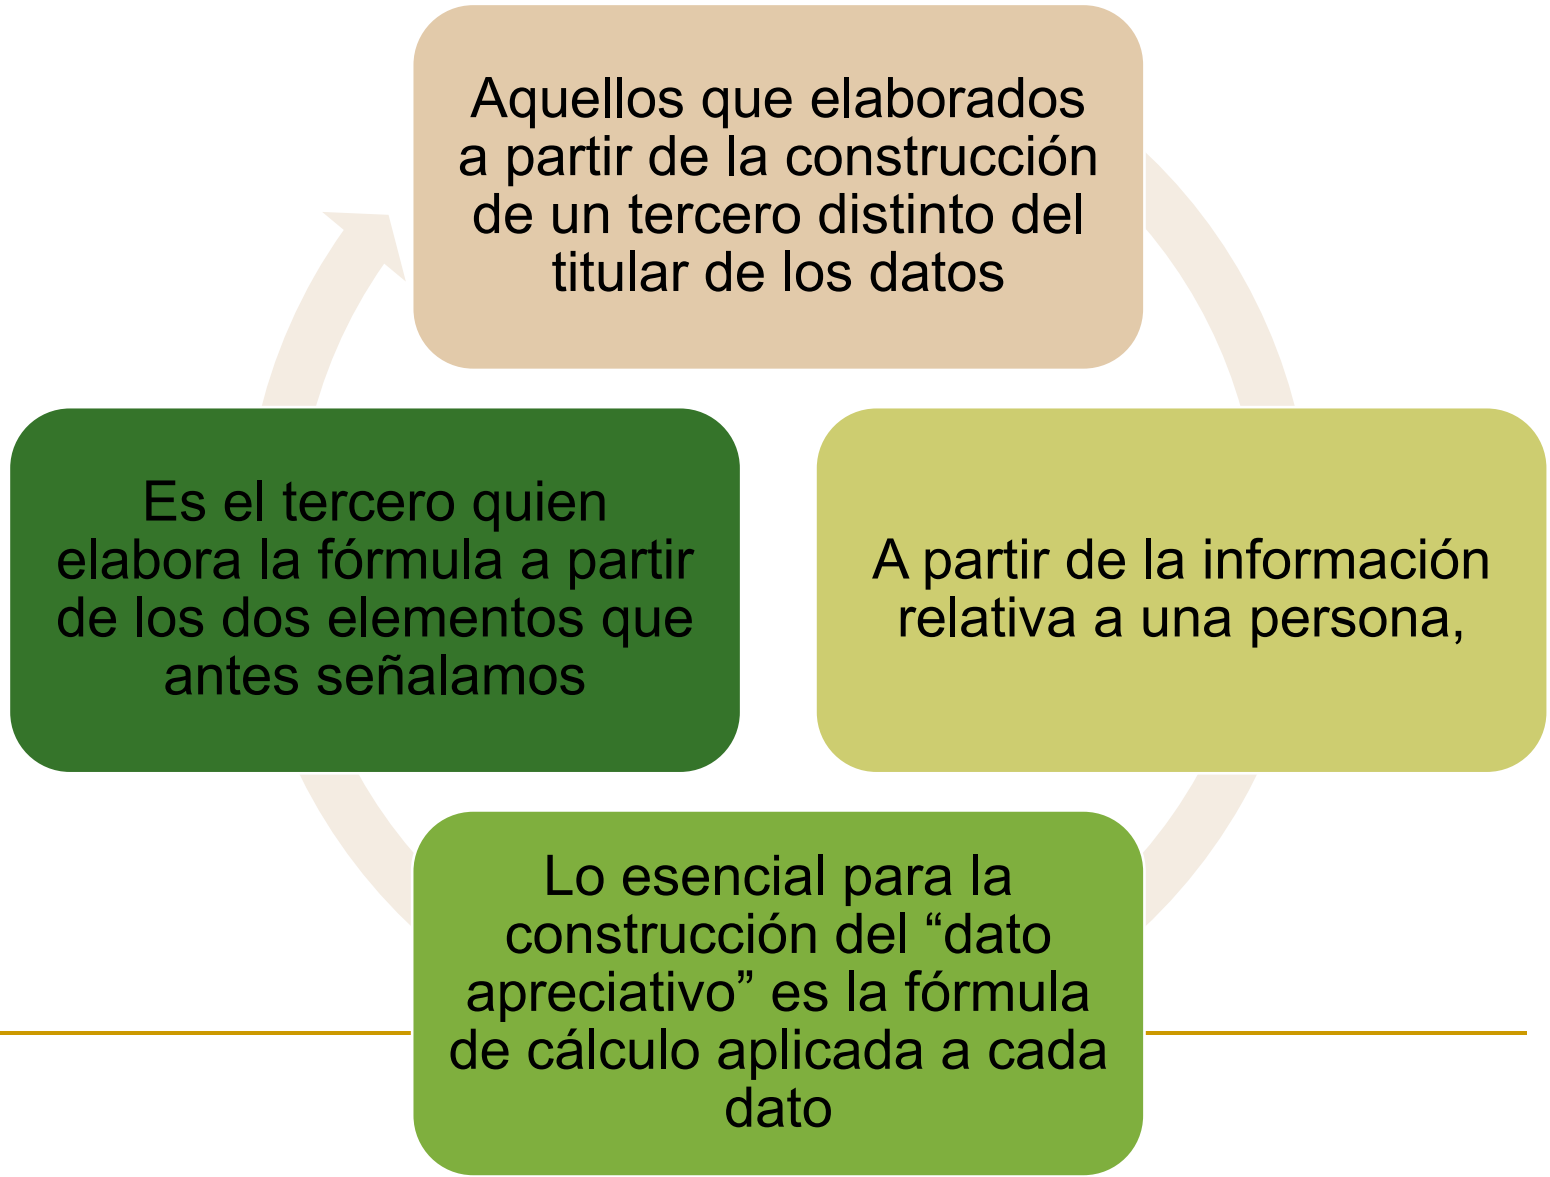 Aquellos que elaborados
a partir de la construcción
de un tercero distinto del
titular de los datos
A partir de la información
relativa a una persona,
Lo esencial para la
construcción del “dato
apreciativo” es la fórmula
de cálculo aplicada a cada
dato
Es el tercero quien
elabora la fórmula a partir
de los dos elementos que
antes señalamos